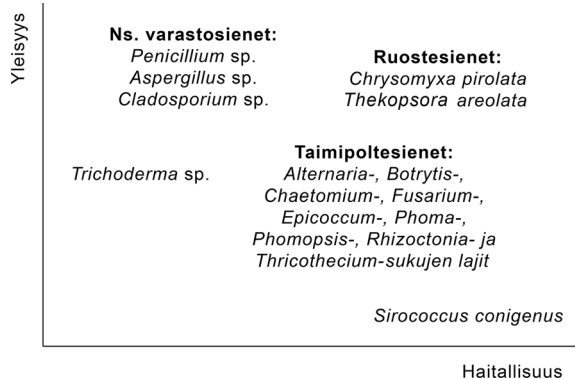 Yleisyys
Ns. varastosienet:
Penicillium sp.
Aspergillus sp.
Cladosporium sp.
Ruostesienet:
Chrysomyxa pirolata
Thekopsora areolata
Trichoderma sp.
Taimipoltesienet:
Alternaria-, Botrytis-,
Chaetomium-, Fusarium-,
Epicoccum-, Phoma-,
Phomopsis-, Rhizoctonia- ja
Thricothecium-sukujen lajit
Sirococcus conigenus
Haitallisuus